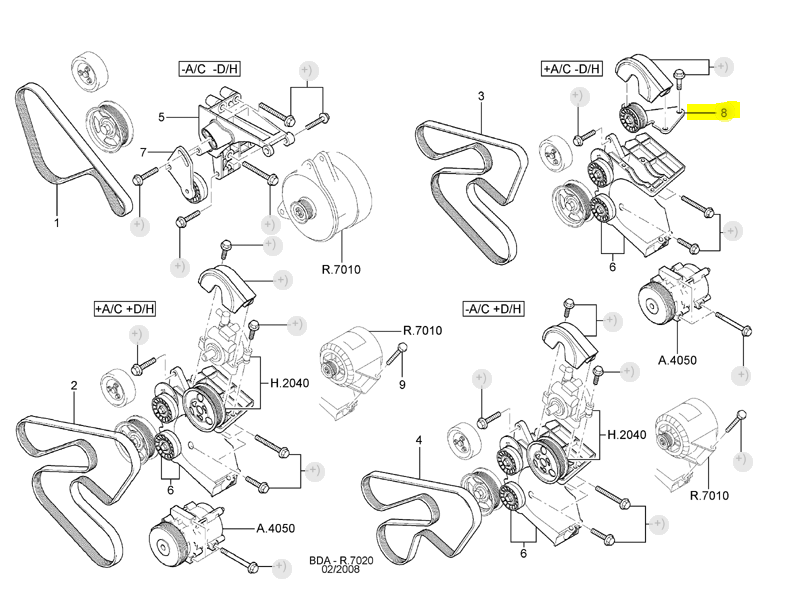 -A/C -D/H
+)
5
7
1
+)
+)
+)
R.7010
+A/C -D/H
+)
3
+)
8
+)
6
A.4050
+)
+)
+)
+A/C +D/H
+)
+)
R.7010
H.2040
9
2
6
+)
A.4050
+)
-A/C +D/H
+)
+)
+)
H.2040
4
+)
R.7010
6
+)
BDA - R.7020
02/2008